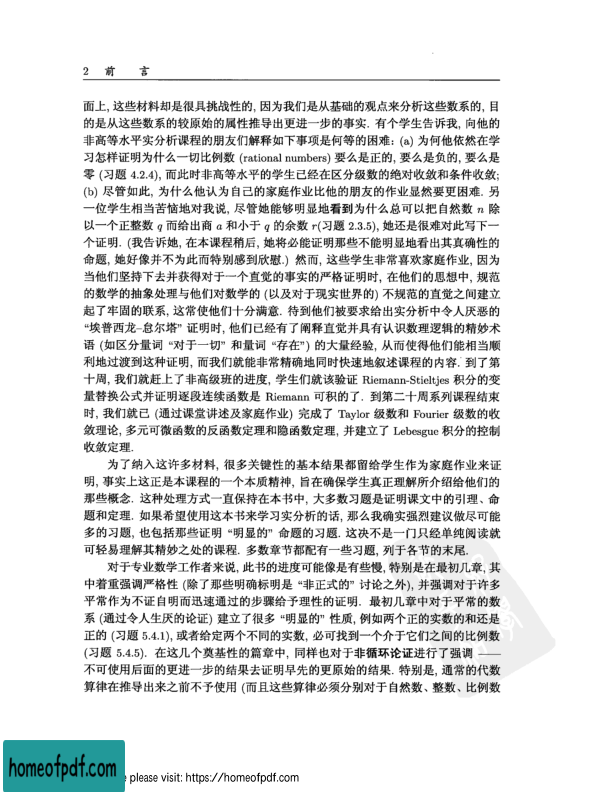 2 前 言
面上, 这些材料却是很具挑战性的, 因为我们是从基础的观点来分析这些数系的, 目
的是从这些数系的较原始的属性推导出更进一步的事实. 有个学生告诉我, 向他的
非高等水平实分析课程的朋友们解释如下事项是何等的困难: (a) 为何他依然在学
习怎样证明为什么一切比例数 (rational numbers) 要么是正的, 要么是负的, 要么是
零 (习题 4.2.4), 而此时非高等水平的学生已经在区分级数的绝对收敛和条件收敛;
(b) 尽管如此, 为什么他认为自己的家庭作业比他的朋友的作业显然要更困难. 另
一位学生相当苦恼地对我说, 尽管她能够明显地看到为什么总可以把自然数 n 除
以一个正整数 q 而给出商 a 和小于 q 的余数 r(习题 2.3.5), 她还是很难对此写下一
个证明. (我告诉她, 在本课程稍后, 她将必能证明那些不能明显地看出其真确性的
命题, 她好像并不为此而特别感到欣慰.) 然而, 这些学生非常喜欢家庭作业, 因为
当他们坚持下去并获得对于一个直觉的事实的严格证明时, 在他们的思想中, 规范
的数学的抽象处理与他们对数学的 (以及对于现实世界的) 不规范的直觉之间建立
起了牢固的联系, 这常使他们十分满意. 待到他们被要求给出实分析中令人厌恶的
“埃普西龙–怠尔塔” 证明时, 他们已经有了阐释直觉并具有认识数理逻辑的精妙术
语 (如区分量词 “对于一切” 和量词 “存在”) 的大量经验, 从而使得他们能相当顺
利地过渡到这种证明, 而我们就能非常精确地同时快速地叙述课程的内容. 到了第
十周, 我们就赶上了非高级班的进度, 学生们就该验证 Riemann-Stieltjes 积分的变
量替换公式并证明逐段连续函数是 Riemann 可积的了. 到第二十周系列课程结束
时, 我们就已 (通过课堂讲述及家庭作业) 完成了 Taylor 级数和 Fourier 级数的收
敛理论, 多元可微函数的反函数定理和隐函数定理, 并建立了 Lebesgue 积分的控制
收敛定理.
为了纳入这许多材料, 很多关键性的基本结果都留给学生作为家庭作业来证
明, 事实上这正是本课程的一个本质精神, 旨在确保学生真正理解所介绍给他们的
那些概念. 这种处理方式一直保持在本书中, 大多数习题是证明课文中的引理、命
题和定理. 如果希望使用这本书来学习实分析的话, 那么我确实强烈建议做尽可能
多的习题, 也包括那些证明 “明显的” 命题的习题. 这决不是一门只经单纯阅读就
可轻易理解其精妙之处的课程. 多数章节都配有一些习题, 列于各节的末尾.
对于专业数学工作者来说, 此书的进度可能像是有些慢, 特别是在最初几章, 其
中着重强调严格性 (除了那些明确标明是 “非正式的” 讨论之外), 并强调对于许多
平常作为不证自明而迅速通过的步骤给予理性的证明. 最初几章中对于平常的数
系 (通过令人生厌的论证) 建立了很多 “明显的” 性质, 例如两个正的实数的和还是
正的 (习题 5.4.1), 或者给定两个不同的实数, 必可找到一个介于它们之间的比例数
(习题 5.4.5). 在这几个奠基性的篇章中, 同样也对于非循环论证进行了强调 ——
不可使用后面的更进一步的结果去证明早先的更原始的结果. 特别是, 通常的代数
算律在推导出来之前不予使用 (而且这些算律必须分别对于自然数、整数、比例数
homeofpdf.com
please visit: https://homeofpdf.com